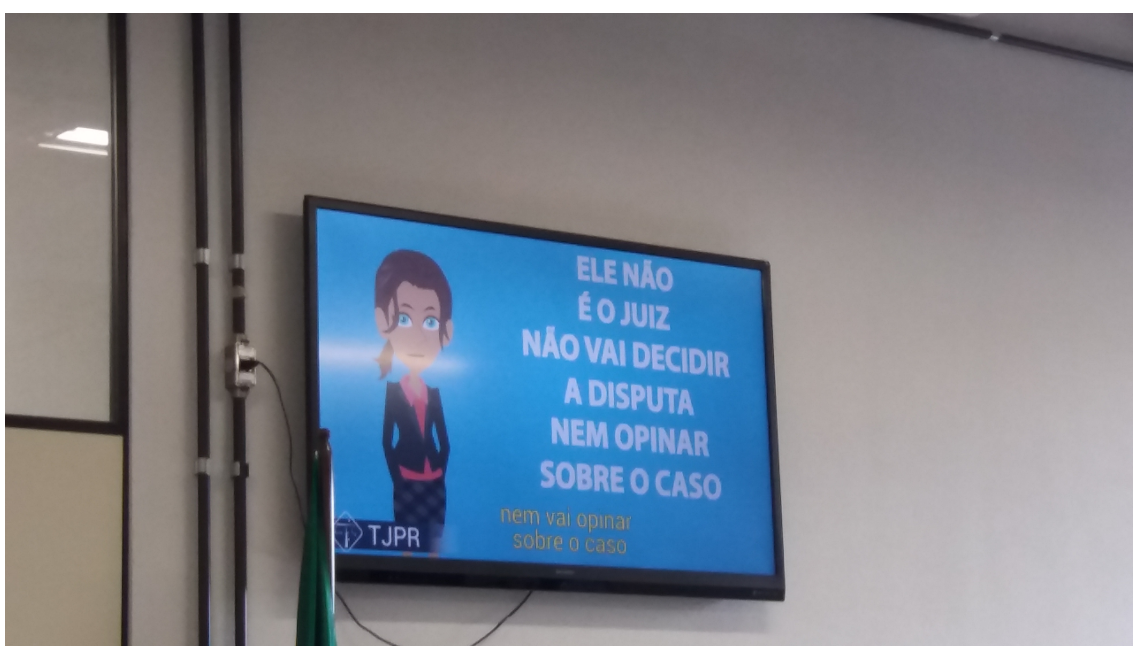 ELE NÃO
É O JUIZ
NÃO VAI DECIDIR
A DISPUTA
NEM OPINAR
SOBRE O CASO
nem vai opinar
sobre o caso
TJPR